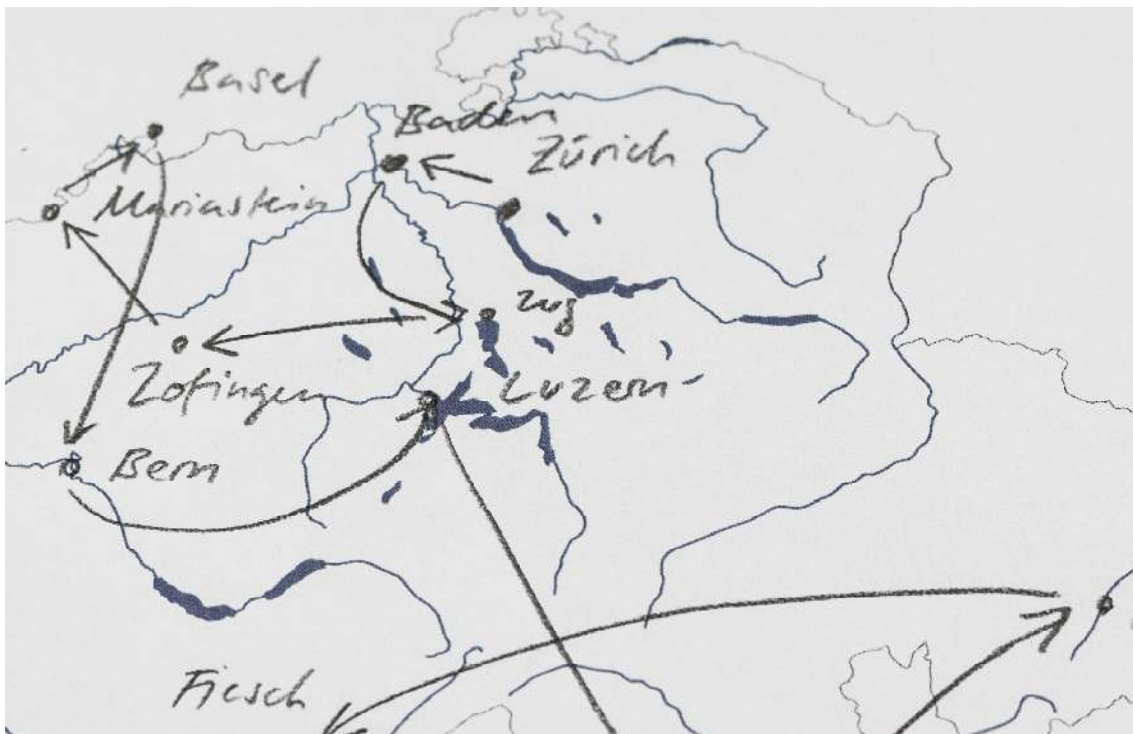 Basel
Baden
Zürich
Mariastein
Zug
Zofingen
Luzern
Bern
Fiesch